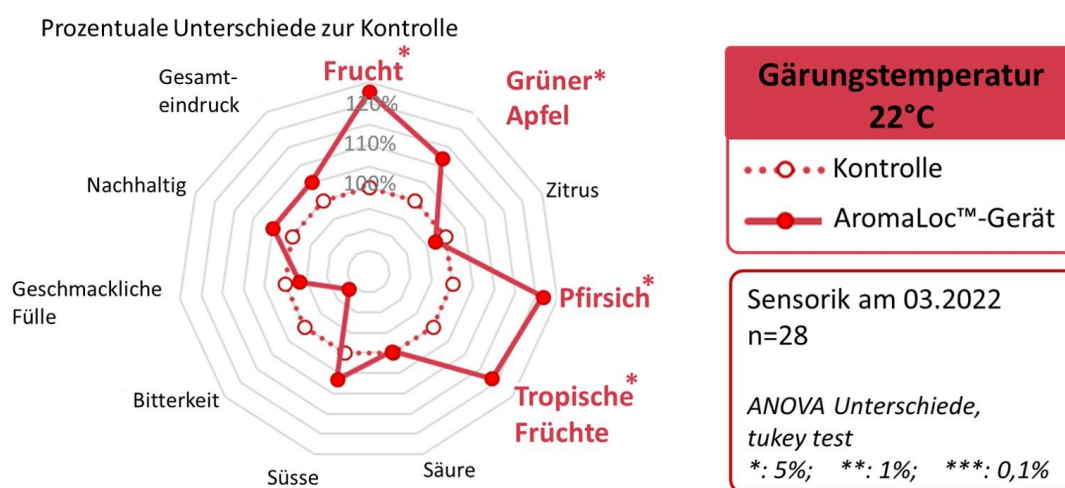 Prozentuale Unterschiede zur Kontrolle
Frucht*
Gesamt-
eindruck
Grüner*
Apfel
120%
110%
100%
Nachhaltig
Zitrus
Geschmackliche
Fülle
Pfirsich*
Bitterkeit
Tropische*
Früchte
Süsse
Säure
Gärungstemperatur
22°C
Kontrolle
AromaLoc™-Gerät
Sensorik am 03.2022
n=28
ANOVA Unterschiede,
tukey test
*: 5%; **: 1%; ***: 0,1%